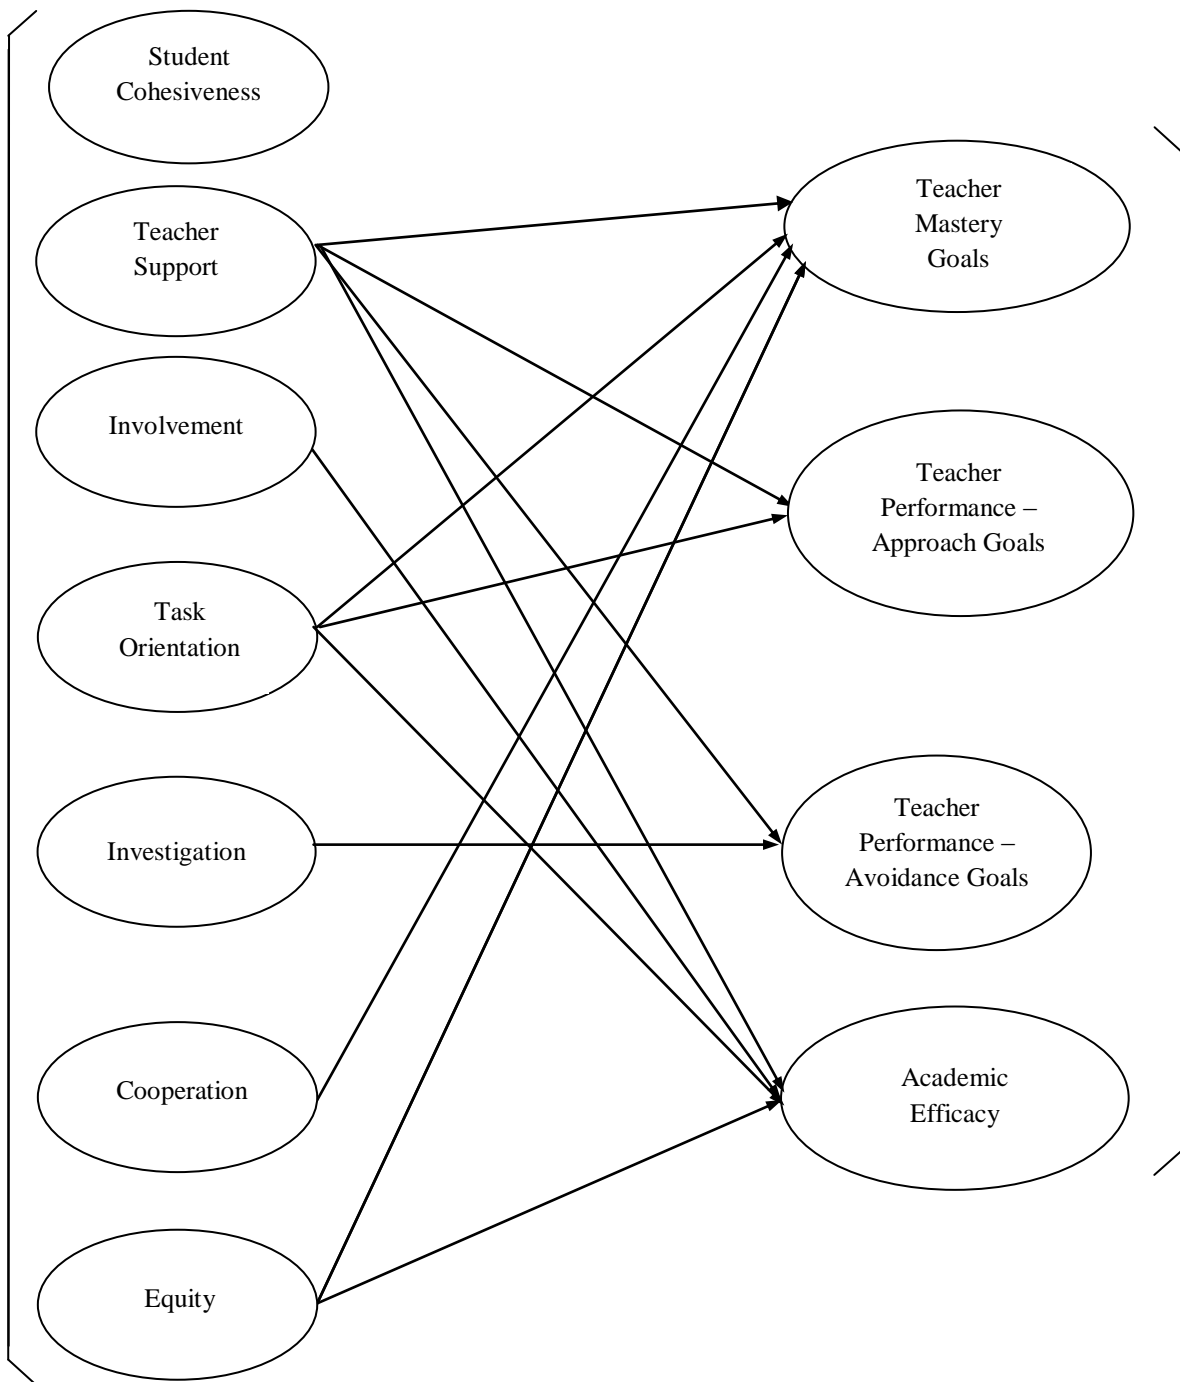 Student
Cohesiveness
Teacher
Support
Involvement
Task
Orientation
Investigation
Cooperation
Equity
Teacher
Mastery
Goals
Teacher
Performance –
Approach Goals
Teacher
Performance –
Avoidance Goals
Academic
Efficacy